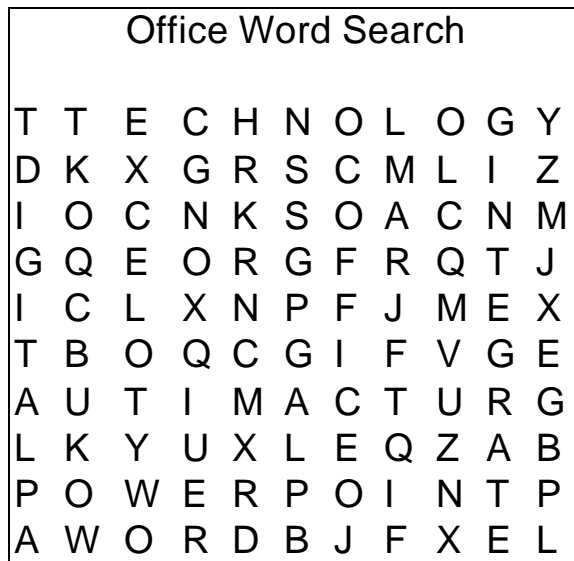 Office Word Search
T T E C H N O L O G Y
D K X G R S C M L I Z
I O C N K S O A C N M
G Q E O R G F R Q T J
I C L X N P F J M E X
T B O Q C G I F V G E
A U T I M A C T U R G
L K Y U X L E Q Z A B
P O W E R P O I N T P
A W O R D B J F X E L